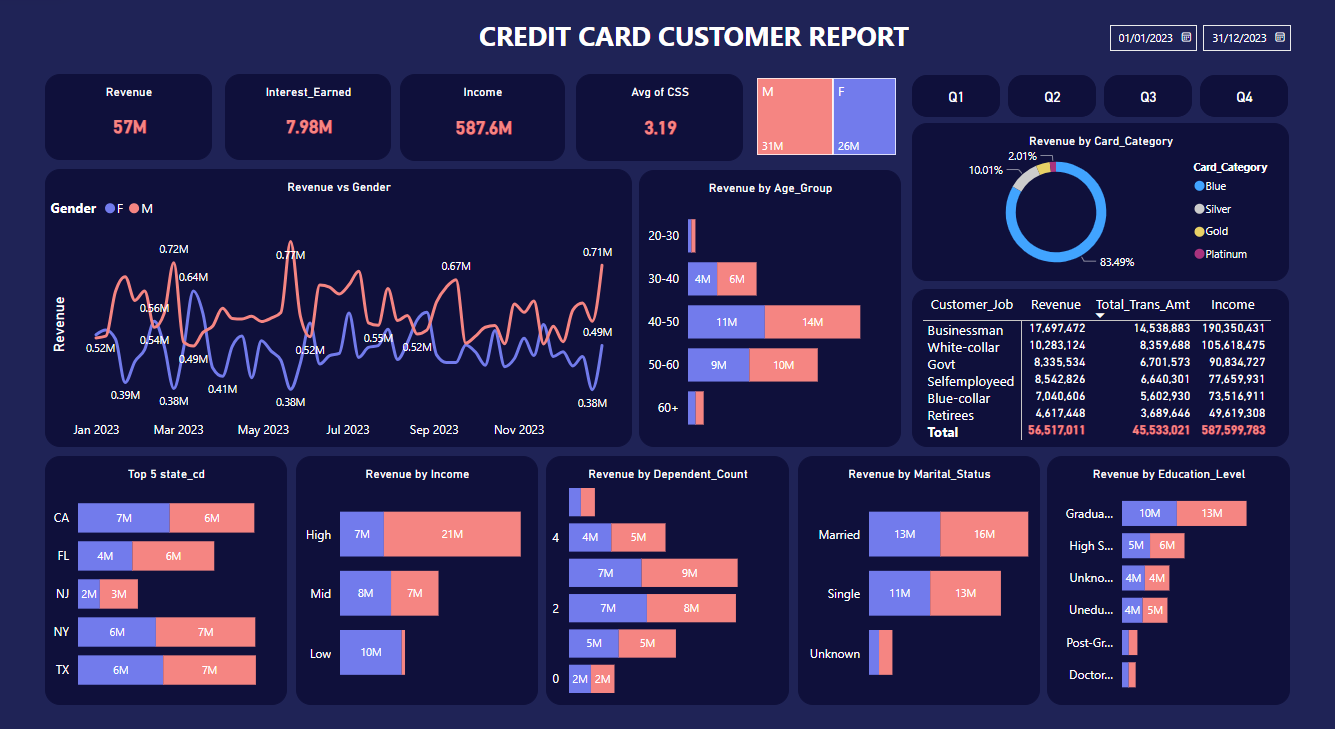 CREDIT CARD CUSTOMER REPORT
01/01/2023
31/12/2023
Revenue
57M
Interest_Earned
7.98M
Income
587.6M
Avg of CSS
3.19
M
31M
F
26M
Q1
Q2
Q3
Q4
Revenue vs Gender
Gender
F
M
Revenue
0.72M
0.64M
0.77M
0.67M
0.71M
0.56M
0.52M
0.54M
0.49M
0.52M
0.55M
0.52M
0.49M
0.39M
0.38M
0.41M
0.38M
0.38M
Jan 2023
Mar 2023
May 2023
Jul 2023
Sep 2023
Nov 2023
Revenue by Age_Group
20-30
30-40 4M 6M
40-50 11M 14M
50-60 9M 10M
60+
Revenue by Card_Category
2.01%
10.01%
83.49%
Card_Category
Blue
Silver
Gold
Platinum
Customer_Job Revenue Total_Trans_Amt Income
Businessman 17,697,472 14,538,883 190,350,431
White-collar 10,283,124 8,359,688 105,618,475
Govt 8,335,534 6,701,573 90,834,727
Selfemployeed 8,542,826 6,640,301 77,659,931
Blue-collar 7,040,606 5,602,930 73,516,911
Retirees 4,617,448 3,689,646 49,619,308
Total 56,517,011 45,533,021 587,599,783
Top 5 state_cd
CA 7M 6M
FL 4M 6M
NJ 2M 3M
NY 6M 7M
TX 6M 7M
Revenue by Income
High 7M 21M
Mid 8M 7M
Low 10M
Revenue by Dependent_Count
4 4M 5M
7M 9M
2 7M 8M
5M 5M
0 2M 2M
Revenue by Marital_Status
Married 13M 16M
Single 11M 13M
Unknown
Revenue by Education_Level
Gradua... 10M 13M
High S... 5M 6M
Unkno... 4M 4M
Unedu... 4M 5M
Post-Gr...
Doctor...